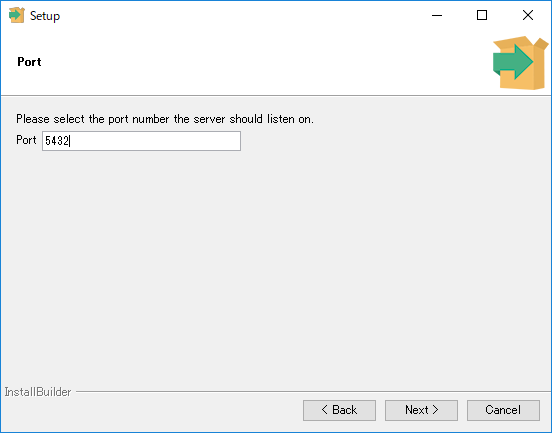 Setup
Port
Please select the port number the server should listen on.
Port 5432
InstallBuilder
< Back Next > Cancel